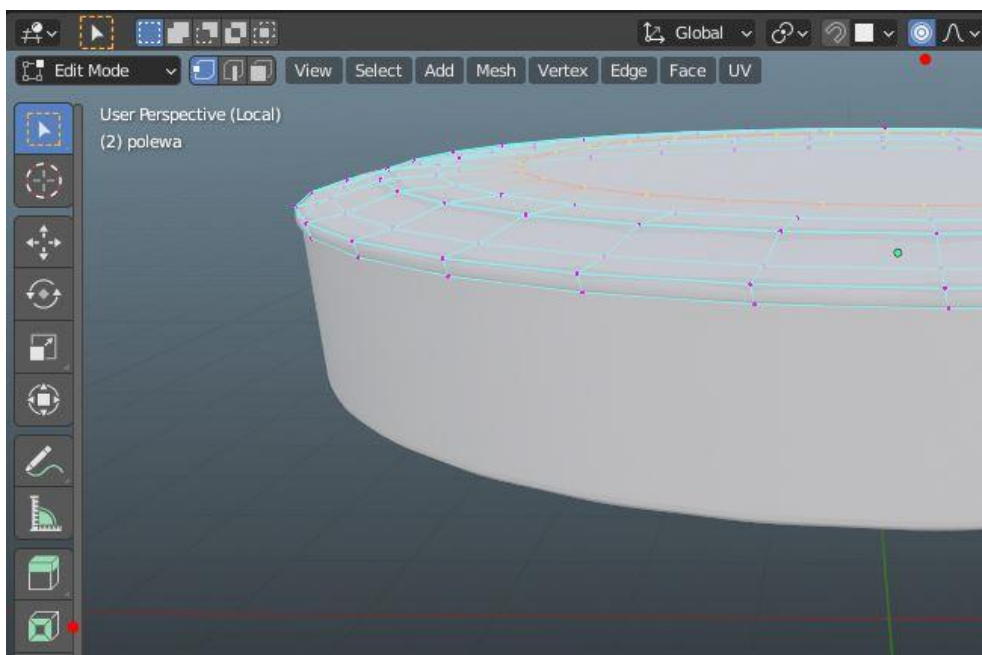 Global
Edit Mode View Select Add Mesh Vertex Edge Face UV
User Perspective (Local)
(2) polewa